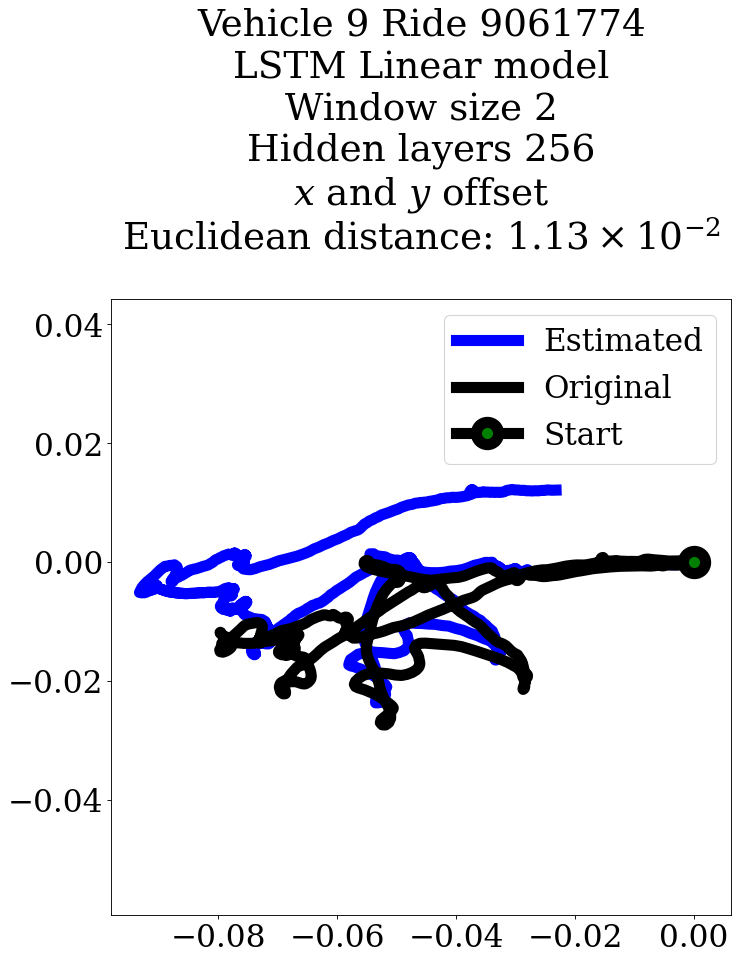 Vehicle 9 Ride 9061774
LSTM Linear model
Window size 2
Hidden layers 256
x and y offset
Euclidean distance: 1.13 × 10⁻²
Estimated
Original
Start
0.04
0.02
0.00
−0.02
−0.04
−0.08
−0.06
−0.04
−0.02
0.00